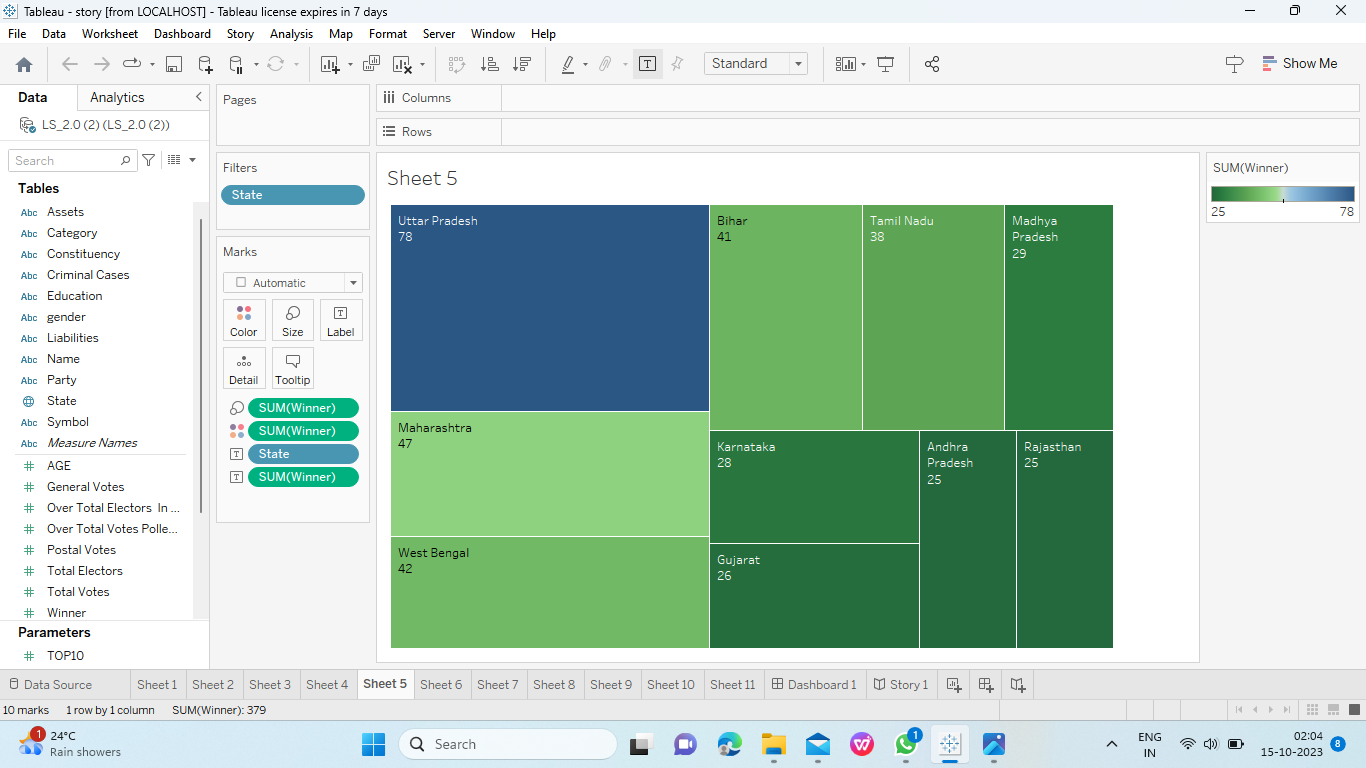 Tableau - story [from LOCALHOST] - Tableau license expires in 7 days
File Data Worksheet Dashboard Story Analysis Map Format Server Window Help
Standard
Show Me
Data Analytics
LS_2.0 (2) (LS_2.0 (2))
Search
Tables
Abc Assets
Abc Category
Abc Constituency
Abc Criminal Cases
Abc Education
Abc gender
Abc Liabilities
Abc Name
Abc Party
State
Abc Symbol
Abc Measure Names
# AGE
# General Votes
# Over Total Electors In ...
# Over Total Votes Polle...
# Postal Votes
# Total Electors
# Total Votes
# Winner
Parameters
# TOP10
Pages
Filters
State
Marks
Automatic
Color Size Label
Detail Tooltip
SUM(Winner)
SUM(Winner)
State
SUM(Winner)
Columns
Rows
Sheet 5
Uttar Pradesh
78
Maharashtra
47
West Bengal
42
Bihar
41
Tamil Nadu
38
Madhya
Pradesh
29
Karnataka
28
Gujarat
26
Andhra
Pradesh
25
Rajasthan
25
SUM(Winner)
25 78
Data Source Sheet 1 Sheet 2 Sheet 3 Sheet 4 Sheet 5 Sheet 6 Sheet 7 Sheet 8 Sheet 9 Sheet 10 Sheet 11 Dashboard 1 Story 1
10 marks 1 row by 1 column SUM(Winner): 379
1
24°C
Rain showers
Search
1
ENG
IN
02:04
15-10-2023
8